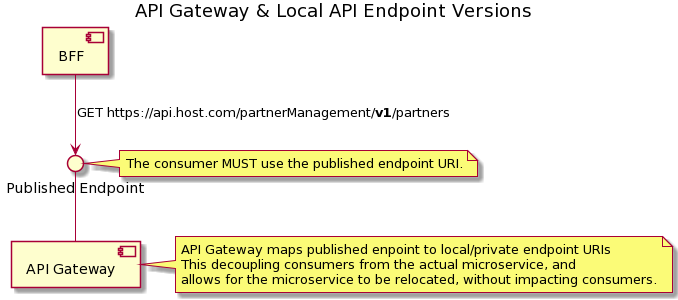 API Gateway & Local API Endpoint Versions
BFF
GET https://api.host.com/partnerManagement/v1/partners
The consumer MUST use the published endpoint URI.
Published Endpoint
API Gateway
API Gateway maps published enpoint to local/private endpoint URIs
This decoupling consumers from the actual microservice, and
allows for the microservice to be relocated, without impacting consumers.